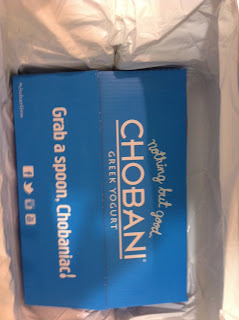 nothing but good
CHOBANI®
GREEK YOGURT
Grab a spoon, Chobaniac!